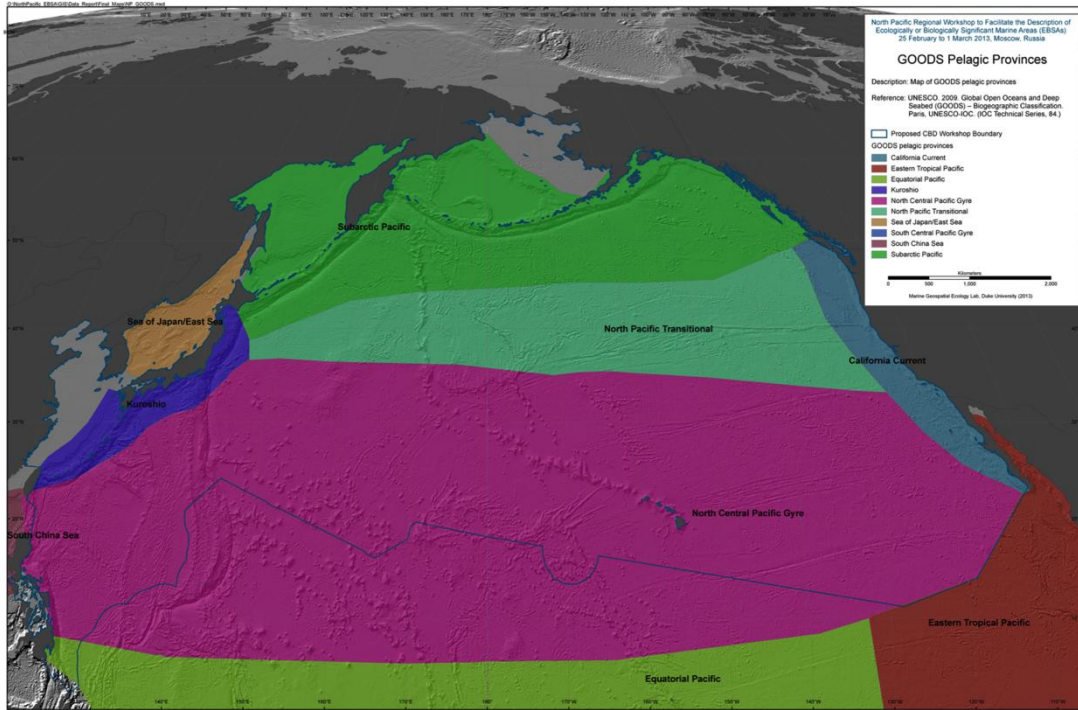 D:\NorthPacific_EBSA\GIS\Data_Report\Final_Maps\NP_GOODS.mxd
North Pacific Regional Workshop to Facilitate the Description of
Ecologically or Biologically Significant Marine Areas (EBSAs)
25 February to 1 March 2013, Moscow, Russia
GOODS Pelagic Provinces
Description: Map of GOODS pelagic provinces
Reference: UNESCO. 2009. Global Open Oceans and Deep
Seabed (GOODS) – Biogeographic Classification.
Paris, UNESCO-IOC. (IOC Technical Series, 84.)
Proposed CBD Workshop Boundary
GOODS pelagic provinces
California Current
Eastern Tropical Pacific
Equatorial Pacific
Kuroshio
North Central Pacific Gyre
North Pacific Transitional
Sea of Japan/East Sea
South Central Pacific Gyre
South China Sea
Subarctic Pacific
Kilometers
0 500 1,000 2,000
Marine Geospatial Ecology Lab, Duke University (2013)
Subarctic Pacific
Sea of Japan/East Sea
North Pacific Transitional
California Current
Kuroshio
North Central Pacific Gyre
South China Sea
Eastern Tropical Pacific
Equatorial Pacific